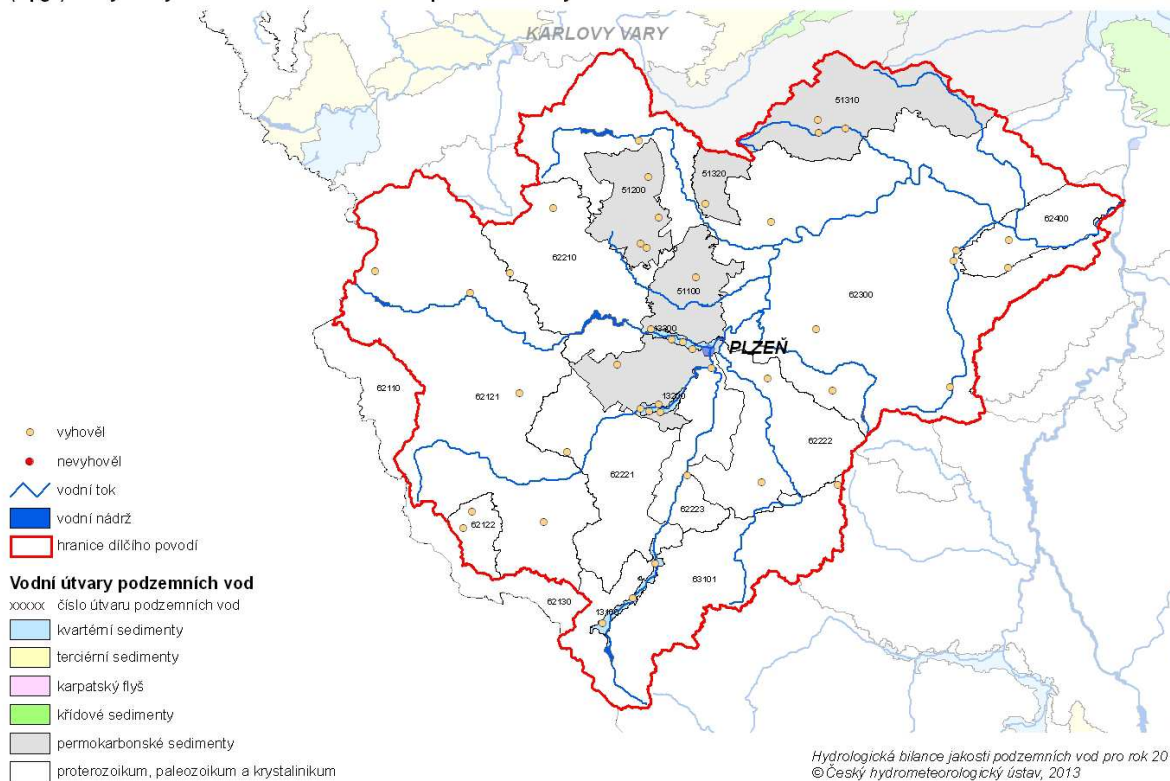 KARLOVY VARY
51310
51200
51320
62400
62210
51100
62300
PLZEŇ
62110
62121
62222
62221
62122
62223
63101
62130
vyhověl
nevyhověl
vodní tok
vodní nádrž
hranice dílčího povodí
Vodní útvary podzemních vod
xxxxx číslo útvaru podzemních vod
kvartérní sedimenty
terciérní sedimenty
karpatský flyš
křídové sedimenty
permokarbonské sedimenty
proterozoikum, paleozoikum a krystalinikum
Hydrologická bilance jakosti podzemních vod pro rok 20
© Český hydrometeorologický ústav, 2013